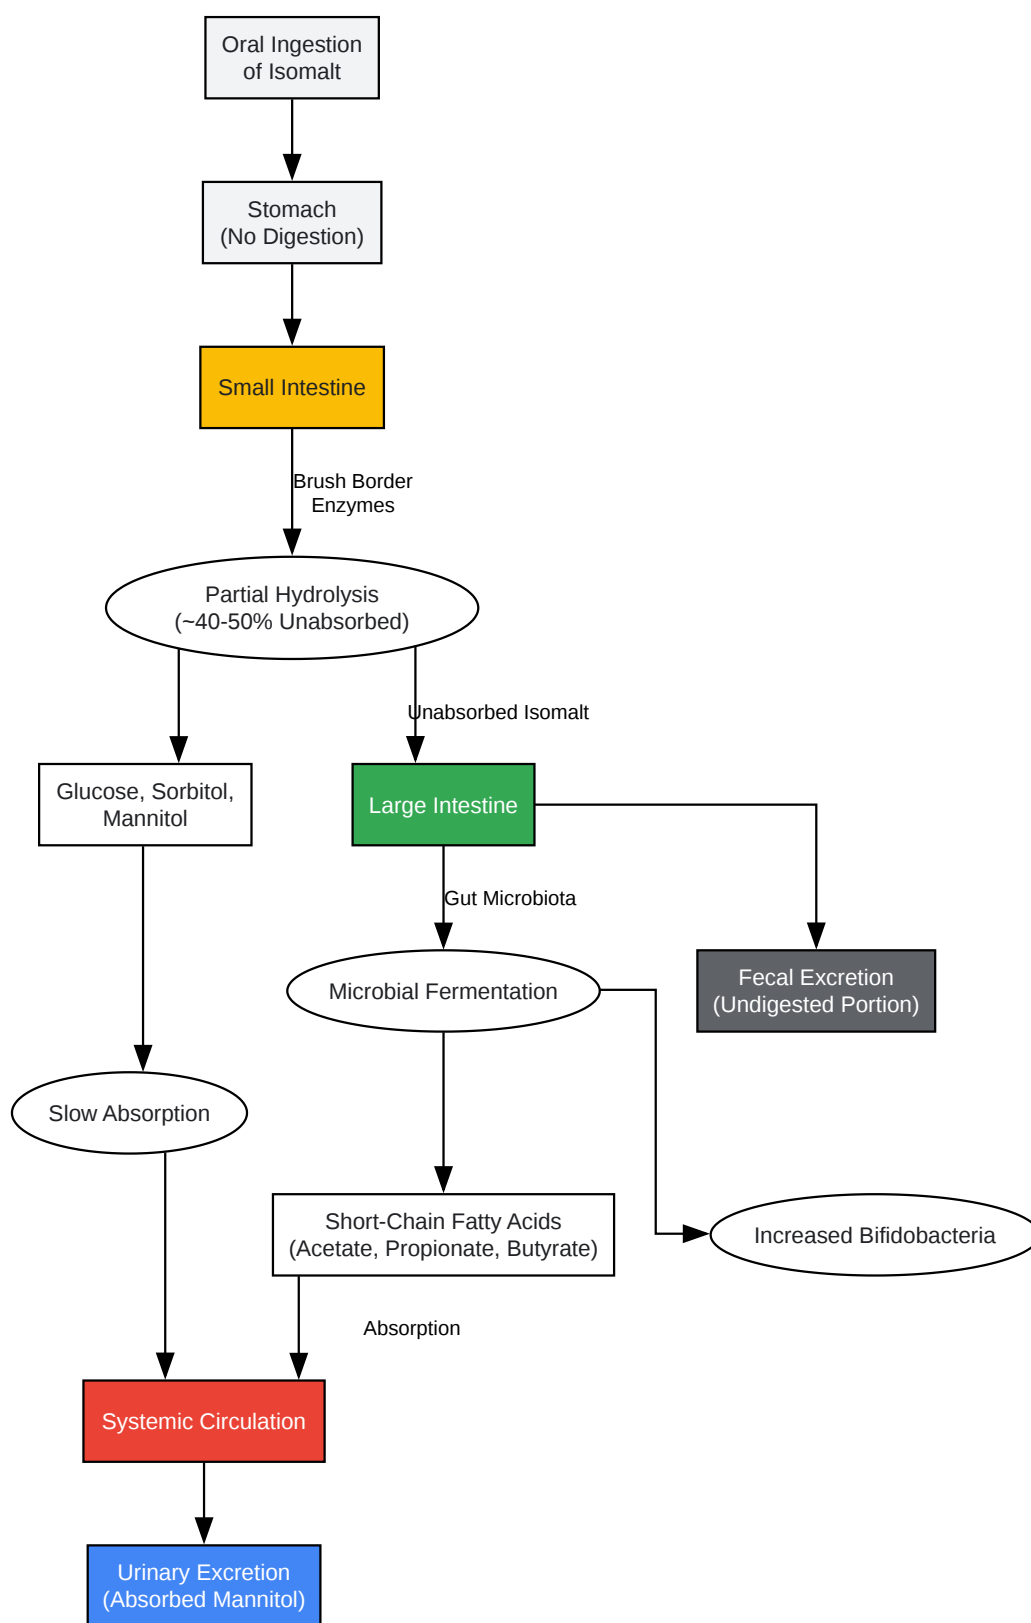 Oral Ingestion
of Isomalt
Stomach
(No Digestion)
Small Intestine
Brush Border
Enzymes
Partial Hydrolysis
(~40-50% Unabsorbed)
Unabsorbed Isomalt
Glucose, Sorbitol,
Mannitol
Large Intestine
Gut Microbiota
Microbial Fermentation
Fecal Excretion
(Undigested Portion)
Slow Absorption
Short-Chain Fatty Acids
(Acetate, Propionate, Butyrate)
Increased Bifidobacteria
Absorption
Systemic Circulation
Urinary Excretion
(Absorbed Mannitol)